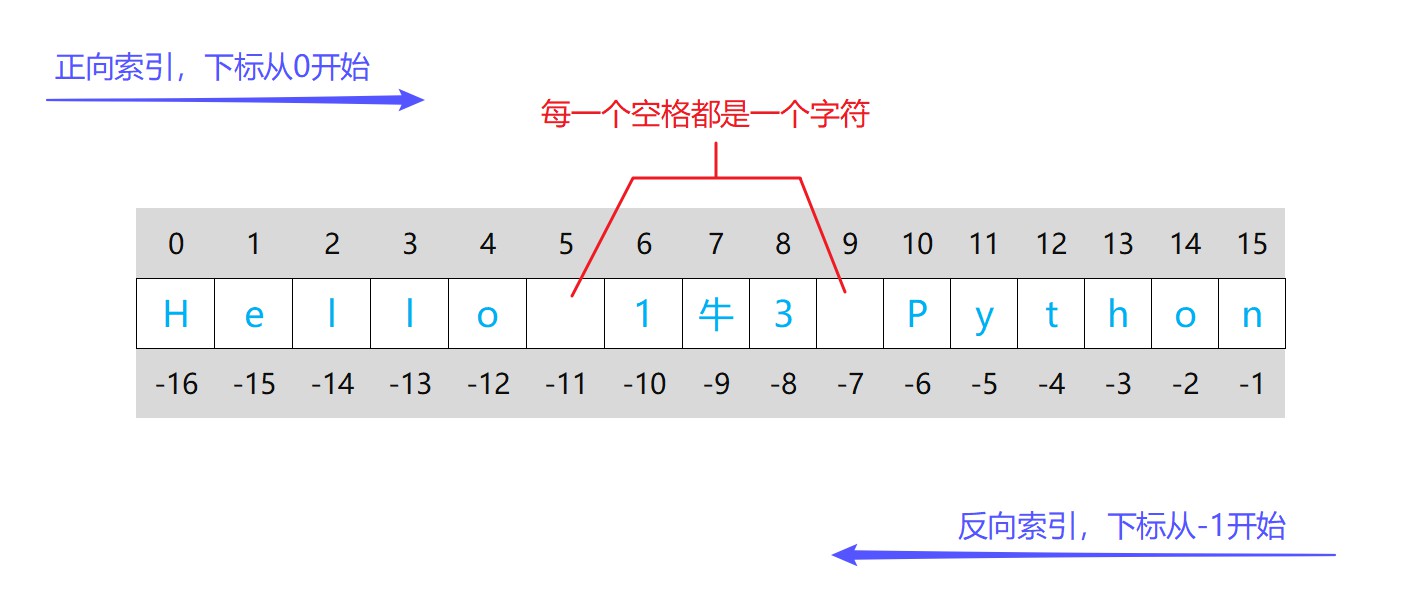 正向索引，下标从0开始
每一个空格都是一个字符
0 1 2 3 4 5 6 7 8 9 10 11 12 13 14 15
H e l l o 1 牛 3 P y t h o n
-16 -15 -14 -13 -12 -11 -10 -9 -8 -7 -6 -5 -4 -3 -2 -1
反向索引，下标从-1开始